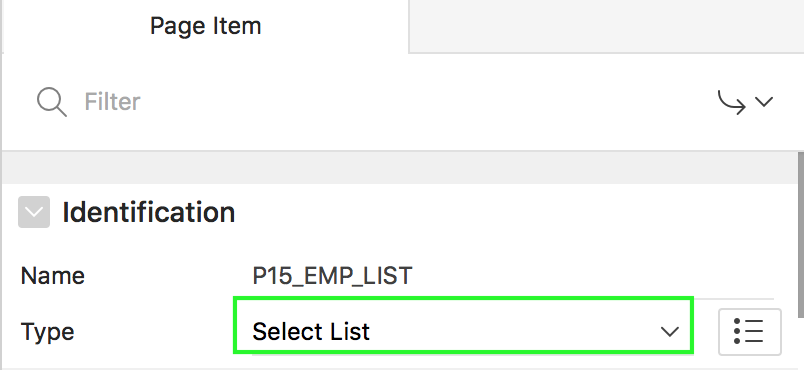 Page Item
Filter
Identification
Name P15_EMP_LIST
Type Select List